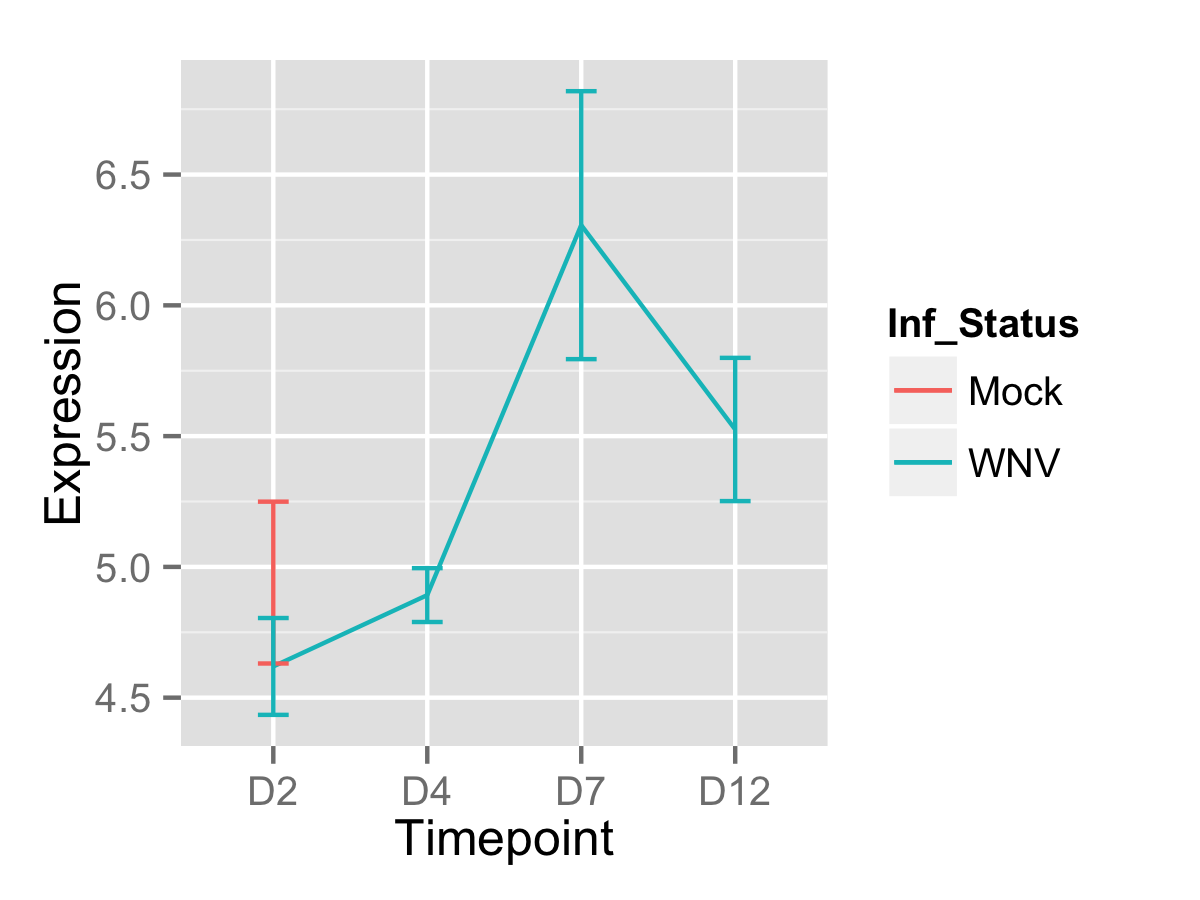 Expression
6.5
6.0
5.5
5.0
4.5
D2 D4 D7 D12
Timepoint
Inf_Status
Mock
WNV